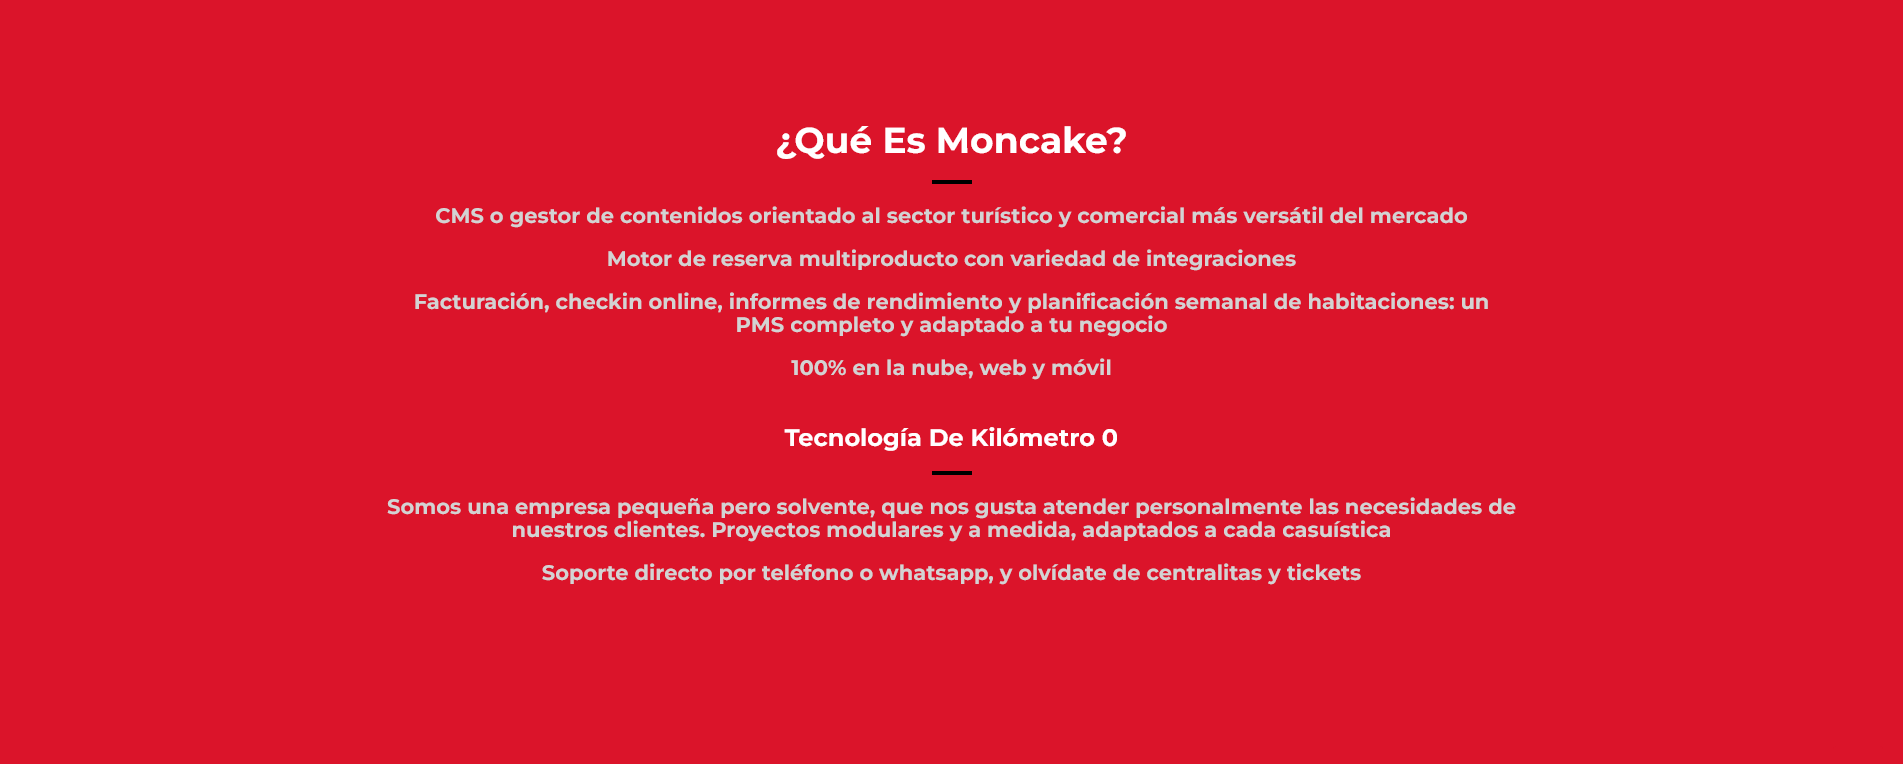 ¿Qué Es Moncake?
CMS o gestor de contenidos orientado al sector turístico y comercial más versátil del mercado
Motor de reserva multiproducto con variedad de integraciones
Facturación, checkin online, informes de rendimiento y planificación semanal de habitaciones: un
PMS completo y adaptado a tu negocio
100% en la nube, web y móvil
Tecnología De Kilómetro 0
Somos una empresa pequeña pero solvente, que nos gusta atender personalmente las necesidades de
nuestros clientes. Proyectos modulares y a medida, adaptados a cada casuística
Soporte directo por teléfono o whatsapp, y olvídate de centralitas y tickets